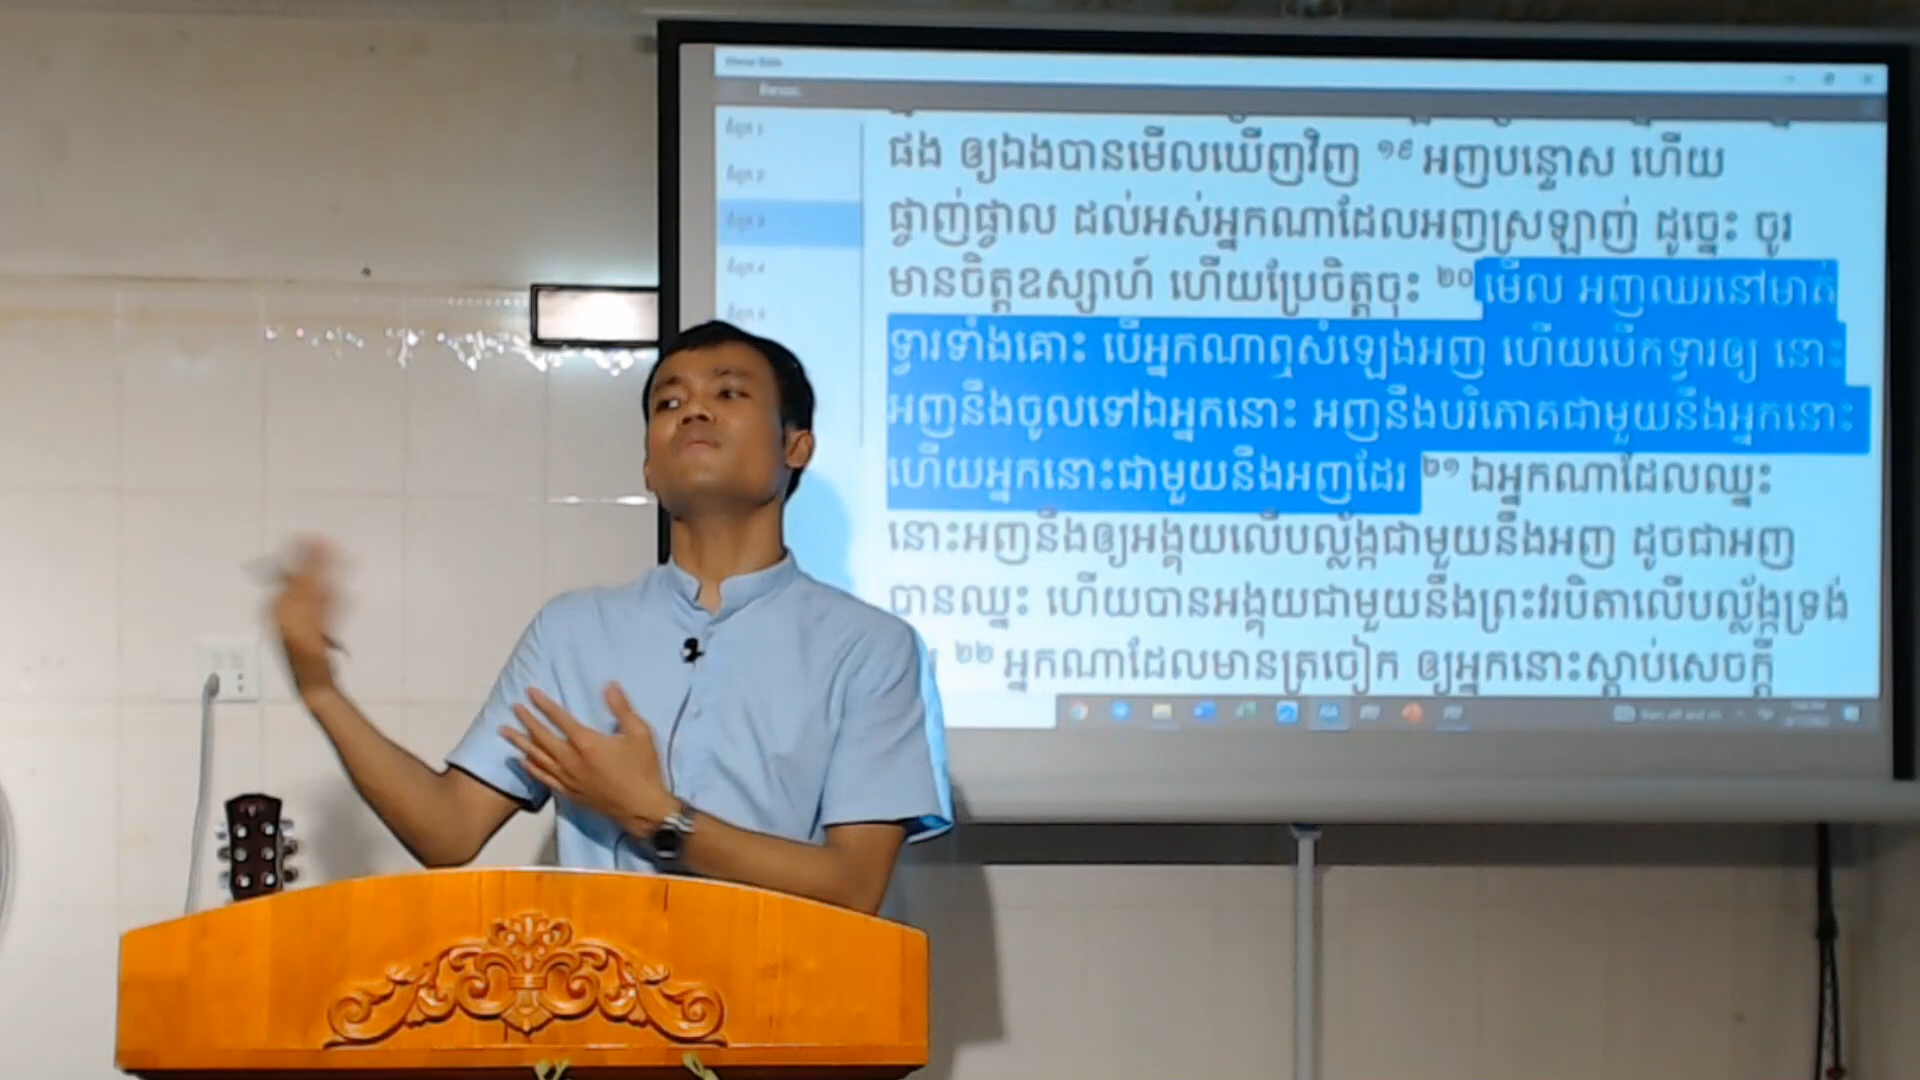 ផង ឲ្យឯងបានមើលឃើញវិញ ១៩ អញបន្ទោស ហើយ
ផ្ចាញ់ផ្ចាល ដល់អស់អ្នកណាដែលអញស្រឡាញ់ ដូច្នេះ ចូរ
មានចិត្តឧស្សាហ៍ ហើយប្រែចិត្តចុះ ២០ មើល អញឈរនៅមាត់
ទ្វារទាំងគោះ បើអ្នកណាឮសំឡេងអញ ហើយបើកទ្វារឲ្យ នោះ
អញនឹងចូលទៅឯអ្នកនោះ អញនឹងបរិភោគជាមួយនឹងអ្នកនោះ
ហើយអ្នកនោះជាមួយនឹងអញដែរ ២១ ឯអ្នកណាដែលឈ្នះ
នោះអញនឹងឲ្យអង្គុយលើបល្ល័ង្កជាមួយនឹងអញ ដូចជាអញ
បានឈ្នះ ហើយបានអង្គុយជាមួយនឹងព្រះវរបិតាលើបល្ល័ង្កទ្រង់
២២ អ្នកណាដែលមានត្រចៀក ឲ្យអ្នកនោះស្តាប់សេចក្តី